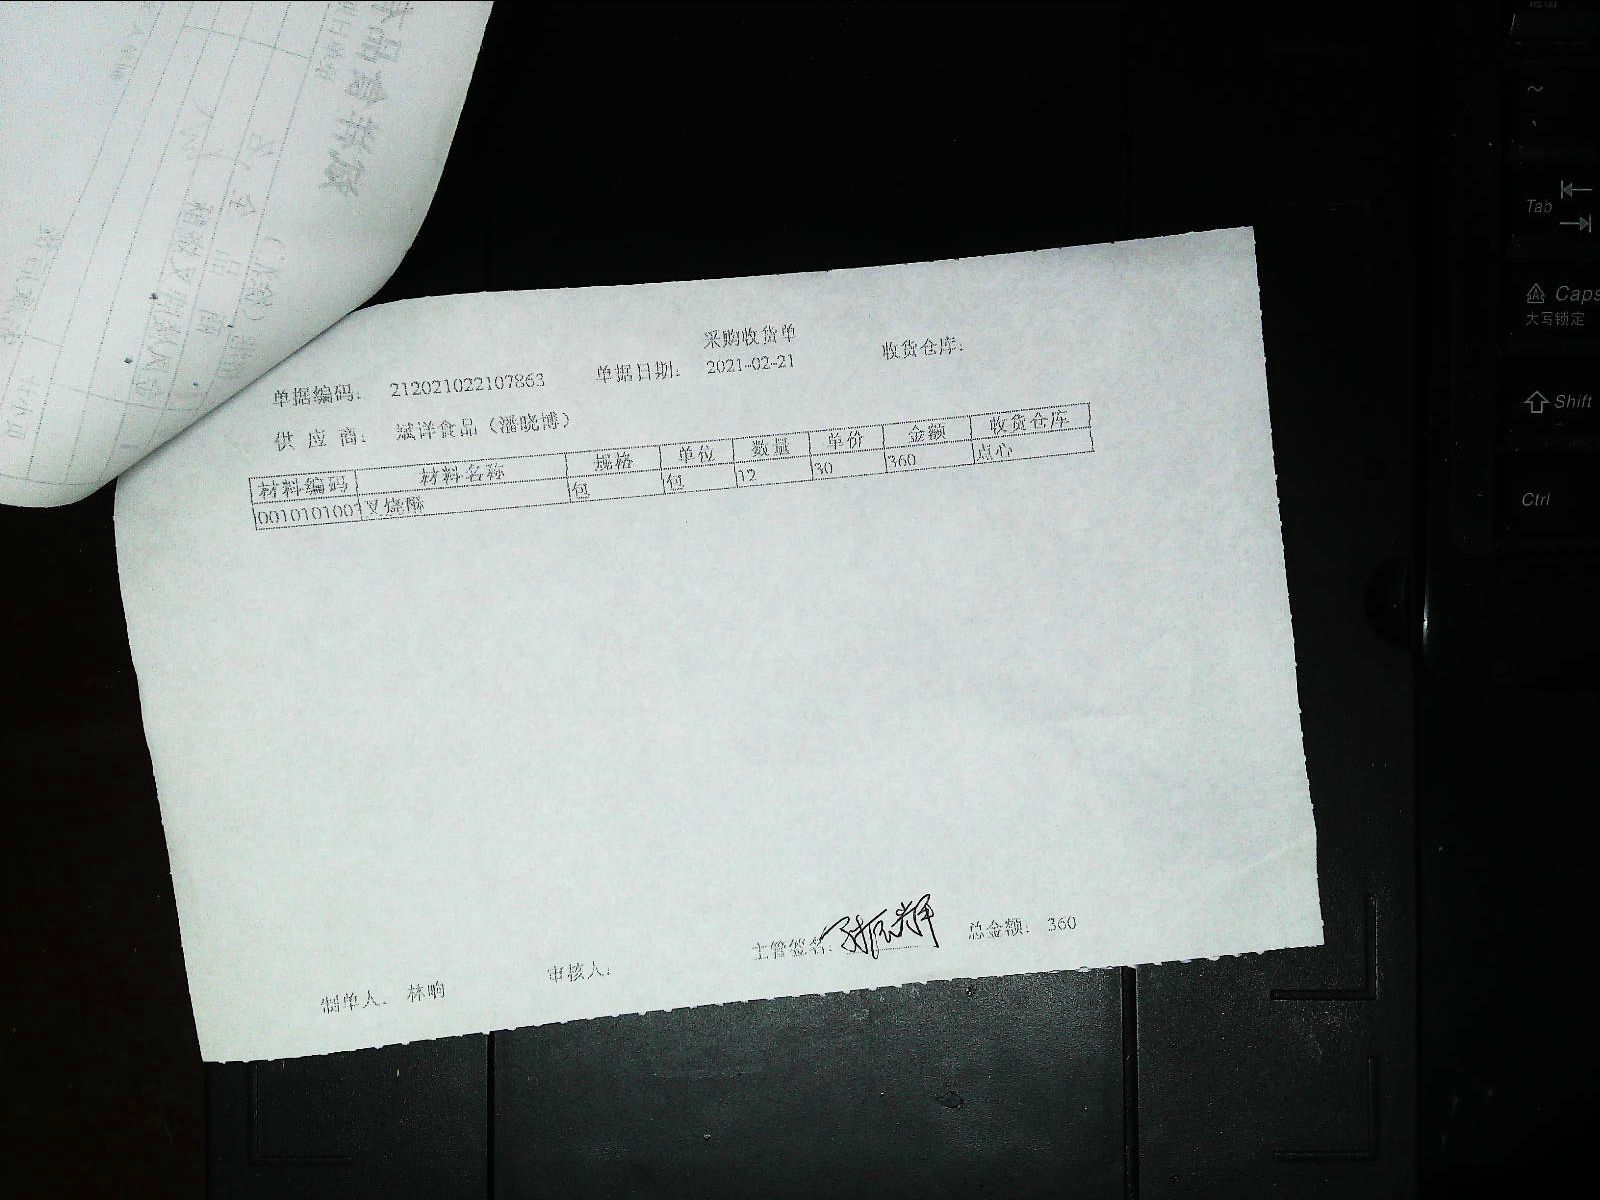 采购收货单
单据编码: 212021022107863 单据日期: 2021-02-21 收货仓库:
供 应 商: 诚洋食品（潘晓博）
材料编码 材料名称 规格 单位 数量 单价 金额 收货仓库
0010101007 叉烧酥 包 包 12 30 360 点心
制单人: 林晌 审核人: 主管签名: 总金额: 360
~
Tab
Caps
大写锁定
Shift
Ctrl